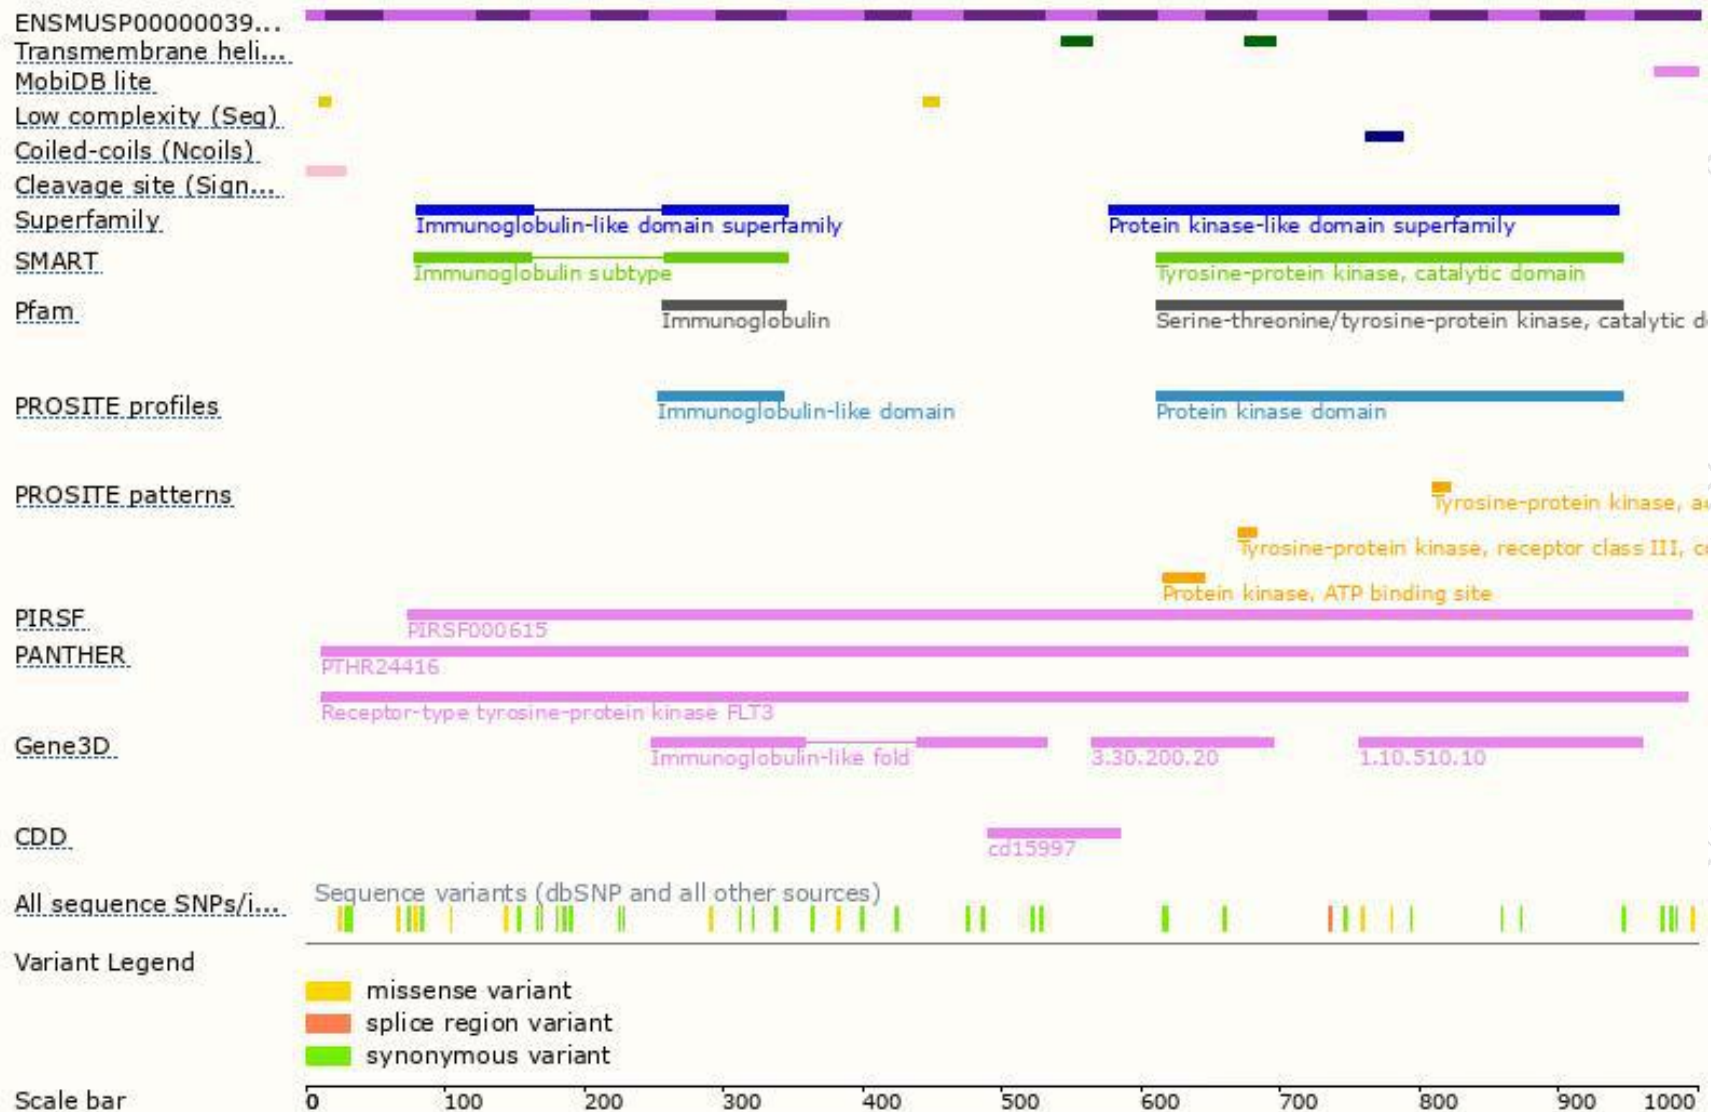 ENSMUSP00000039...
Transmembrane heli...
MobiDB lite
Low complexity (Seg)
Coiled-coils (Ncoils)
Cleavage site (Sign...
Superfamily
Immunoglobulin-like domain superfamily
Protein kinase-like domain superfamily
SMART
Immunoglobulin subtype
Tyrosine-protein kinase, catalytic domain
Pfam
Immunoglobulin
Serine-threonine/tyrosine-protein kinase, catalytic d
PROSITE profiles
Immunoglobulin-like domain
Protein kinase domain
PROSITE patterns
Tyrosine-protein kinase, a
Tyrosine-protein kinase, receptor class III, c
Protein kinase, ATP binding site
PIRSF
PIRSF000615
PANTHER
PTHR24416
Receptor-type tyrosine-protein kinase FLT3
Gene3D
Immunoglobulin-like fold
3.30.200.20
1.10.510.10
CDD
cd15997
Sequence variants (dbSNP and all other sources)
All sequence SNPs/i...
Variant Legend
missense variant
splice region variant
synonymous variant
Scale bar
0 100 200 300 400 500 600 700 800 900 1000